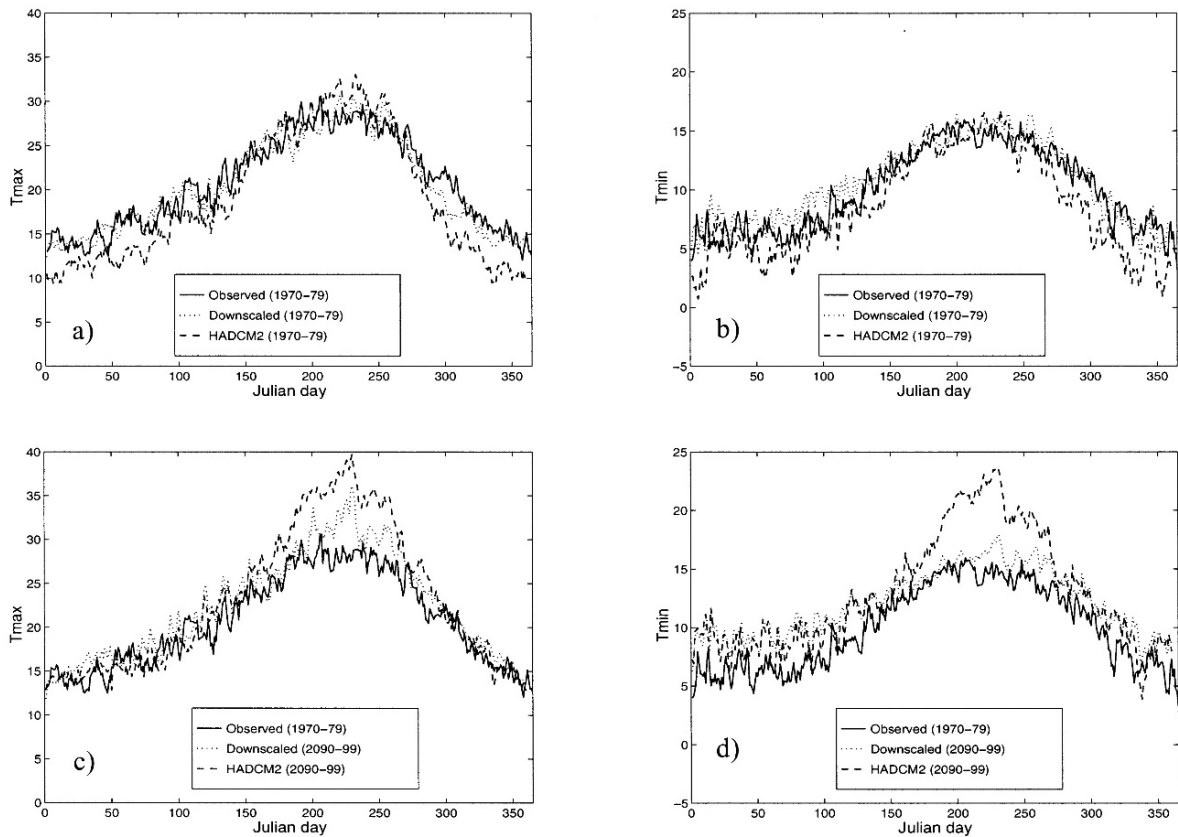 40
35
30
25
20
15
10
5
0
Tmax
0 50 100 150 200 250 300 350
Julian day
Observed (1970-79)
Downscaled (1970-79)
HADCM2 (1970-79)
a)
25
20
15
10
5
0
-5
Tmin
0 50 100 150 200 250 300 350
Julian day
Observed (1970-79)
Downscaled (1970-79)
HADCM2 (1970-79)
b)
40
35
30
25
20
15
10
5
0
Tmax
0 50 100 150 200 250 300 350
Julian day
Observed (1970-79)
Downscaled (2090-99)
HADCM2 (2090-99)
c)
25
20
15
10
5
0
-5
Tmin
0 50 100 150 200 250 300 350
Julian day
Observed (1970-79)
Downscaled (2090-99)
HADCM2 (2090-99)
d)